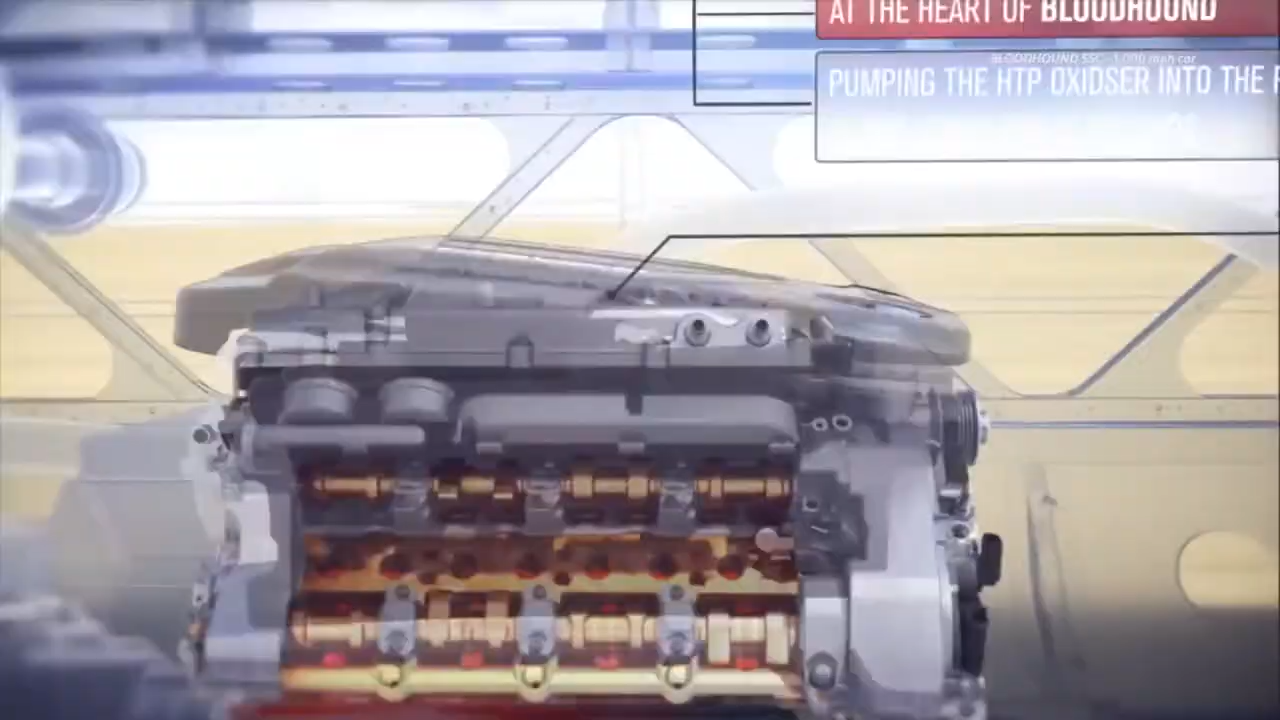 AT THE HEART OF BLOODHOUND
BLOODHOUND SSC - 1,000 mph car
PUMPING THE HTP OXIDSER INTO THE